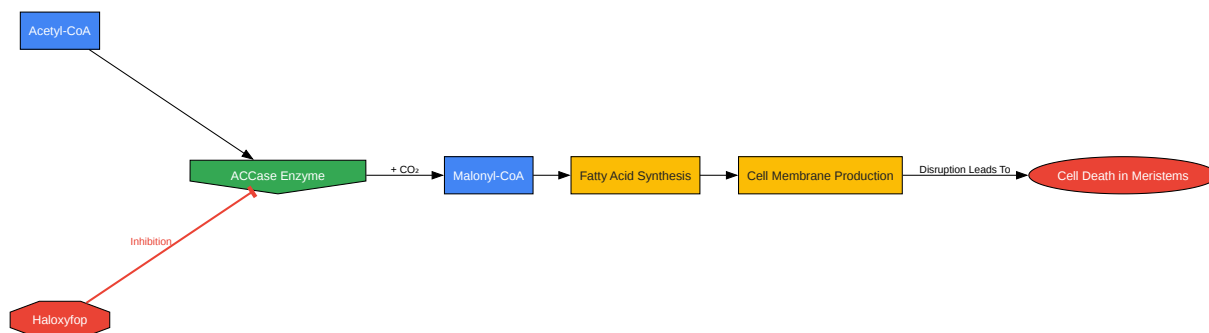 Acetyl-CoA
ACCase Enzyme
+ CO₂
Malonyl-CoA
Fatty Acid Synthesis
Cell Membrane Production
Disruption Leads To
Cell Death in Meristems
Inhibition
Haloxyfop